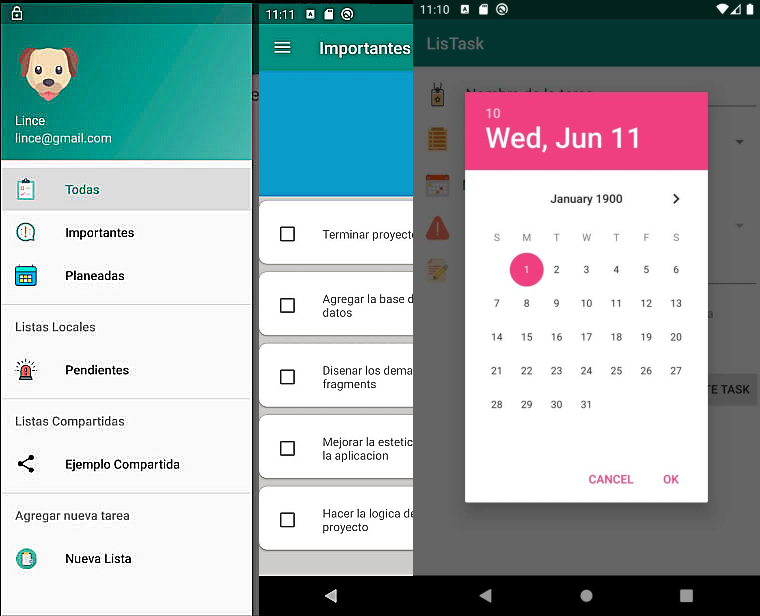 Lince
lince@gmail.com
Todas
Importantes
Planeadas
Listas Locales
Pendientes
Listas Compartidas
Ejemplo Compartida
Agregar nueva tarea
Nueva Lista
11:11
Importantes
Terminar proyecto
Agregar la base d
datos
Disenar los dema
fragments
Mejorar la estetic
la aplicacion
Hacer la logica de
proyecto
11:10
LisTask
10
Wed, Jun 11
January 1900
S M T W T F S
1 2 3 4 5 6
7 8 9 10 11 12 13
14 15 16 17 18 19 20
21 22 23 24 25 26 27
28 29 30 31
TE TASK
CANCEL OK